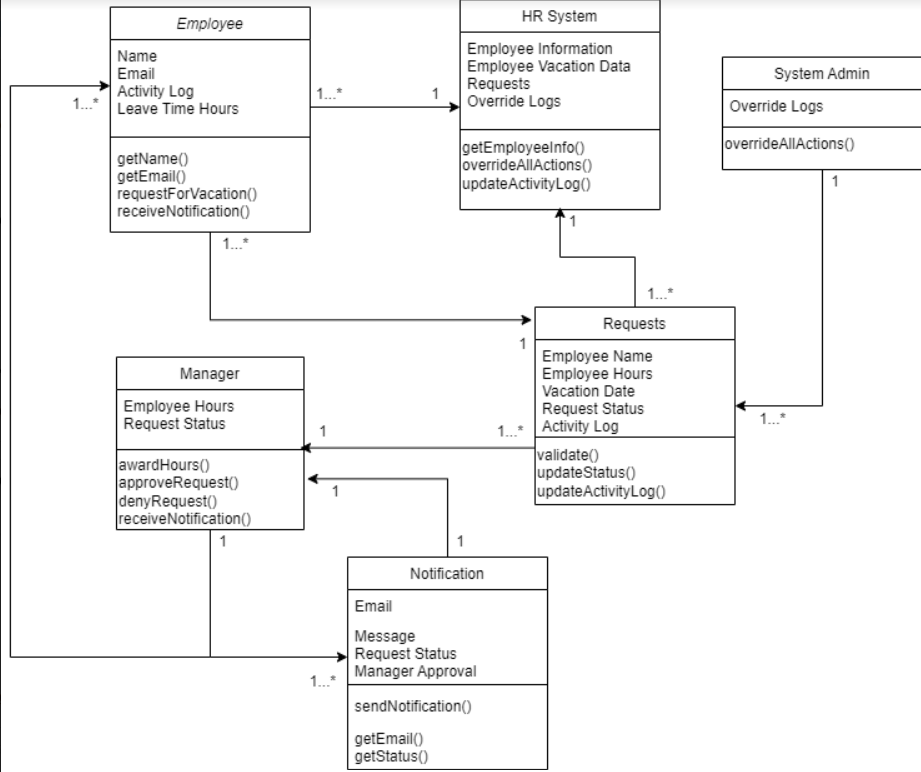 Employee
Name
Email
Activity Log
Leave Time Hours
getName()
getEmail()
requestForVacation()
receiveNotification()
1...*
1...*
1
1...*
HR System
Employee Information
Employee Vacation Data
Requests
Override Logs
getEmployeeInfo()
overrideAllActions()
updateActivityLog()
1
1...*
System Admin
Override Logs
overrideAllActions()
1
1...*
Requests
Employee Name
Employee Hours
Vacation Date
Request Status
Activity Log
validate()
updateStatus()
updateActivityLog()
1
1...*
1
Manager
Employee Hours
Request Status
awardHours()
approveRequest()
denyRequest()
receiveNotification()
1
1
1
1...*
Notification
Email
Message
Request Status
Manager Approval
sendNotification()
getEmail()
getStatus()